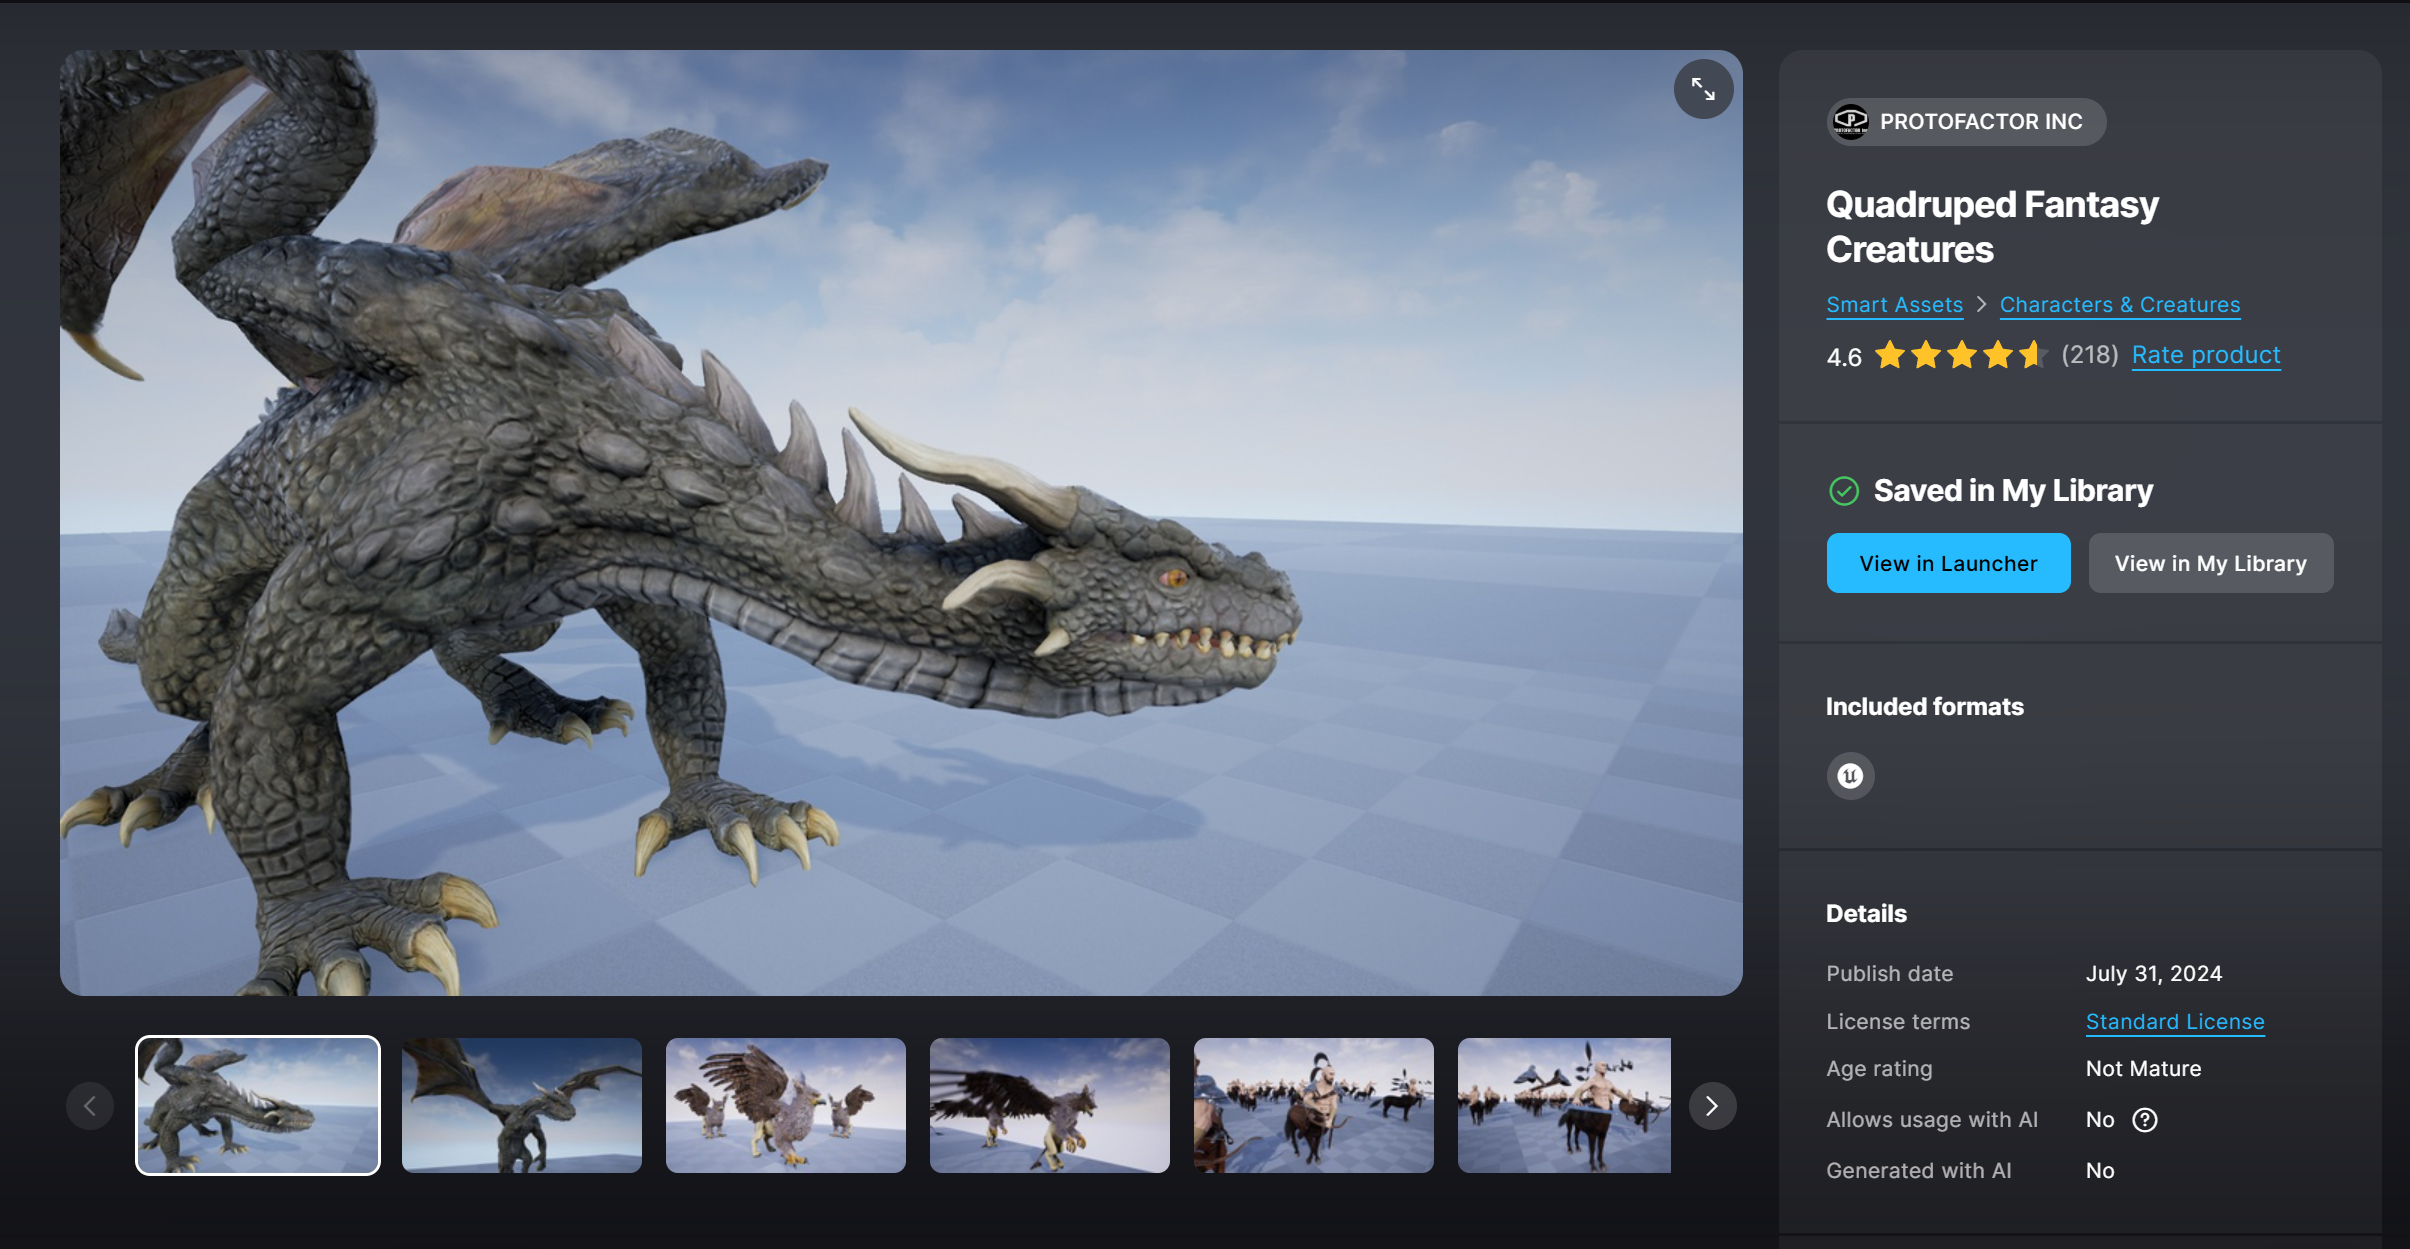 PROTOFACTOR INC
Quadruped Fantasy
Creatures
Smart Assets > Characters & Creatures
4.6 (218) Rate product
Saved in My Library
View in Launcher View in My Library
Included formats
Details
Publish date July 31, 2024
License terms Standard License
Age rating Not Mature
Allows usage with AI No ?
Generated with AI No